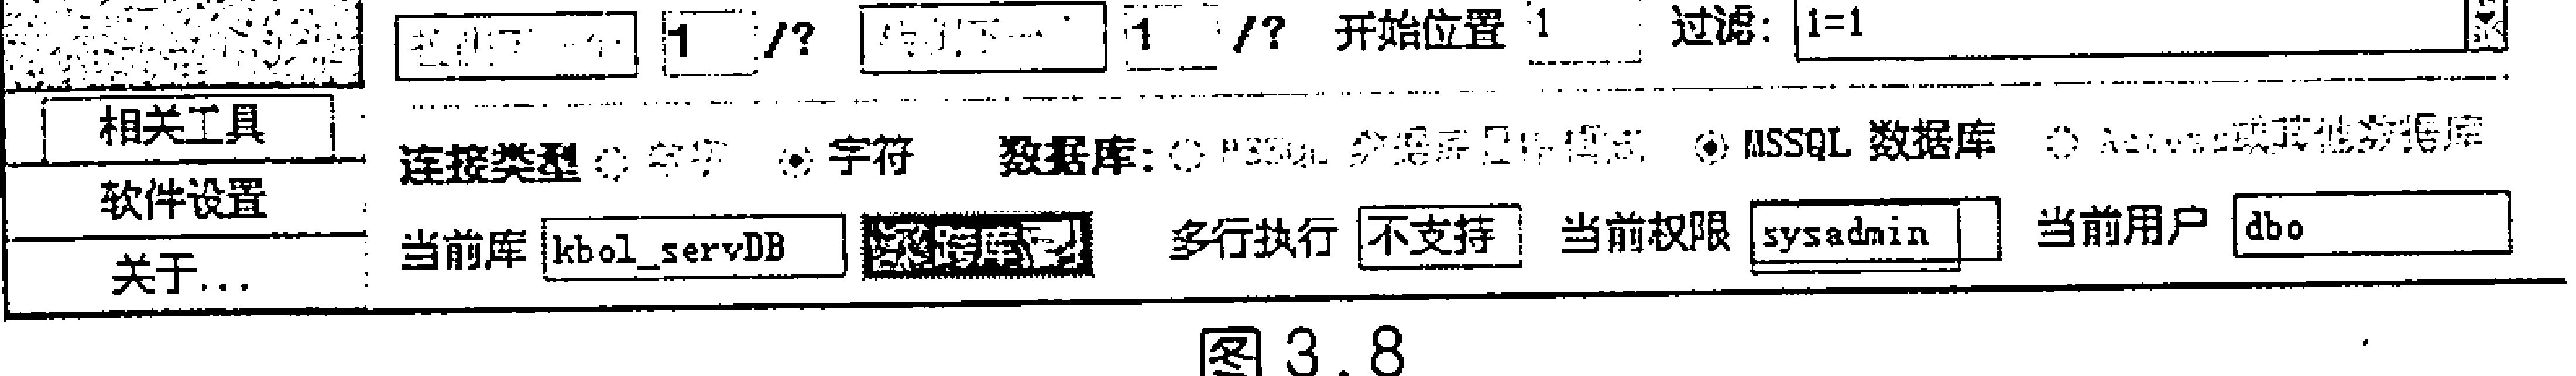 1 /? 1 /? 开始位置 1 过滤: 1=1
相关工具
连接类型 字符 数据库: MSSQL 数据库
软件设置
当前库 kbol_servDB 多行执行 不支持 当前权限 sysadmin 当前用户 dbo
关于...
图3.8